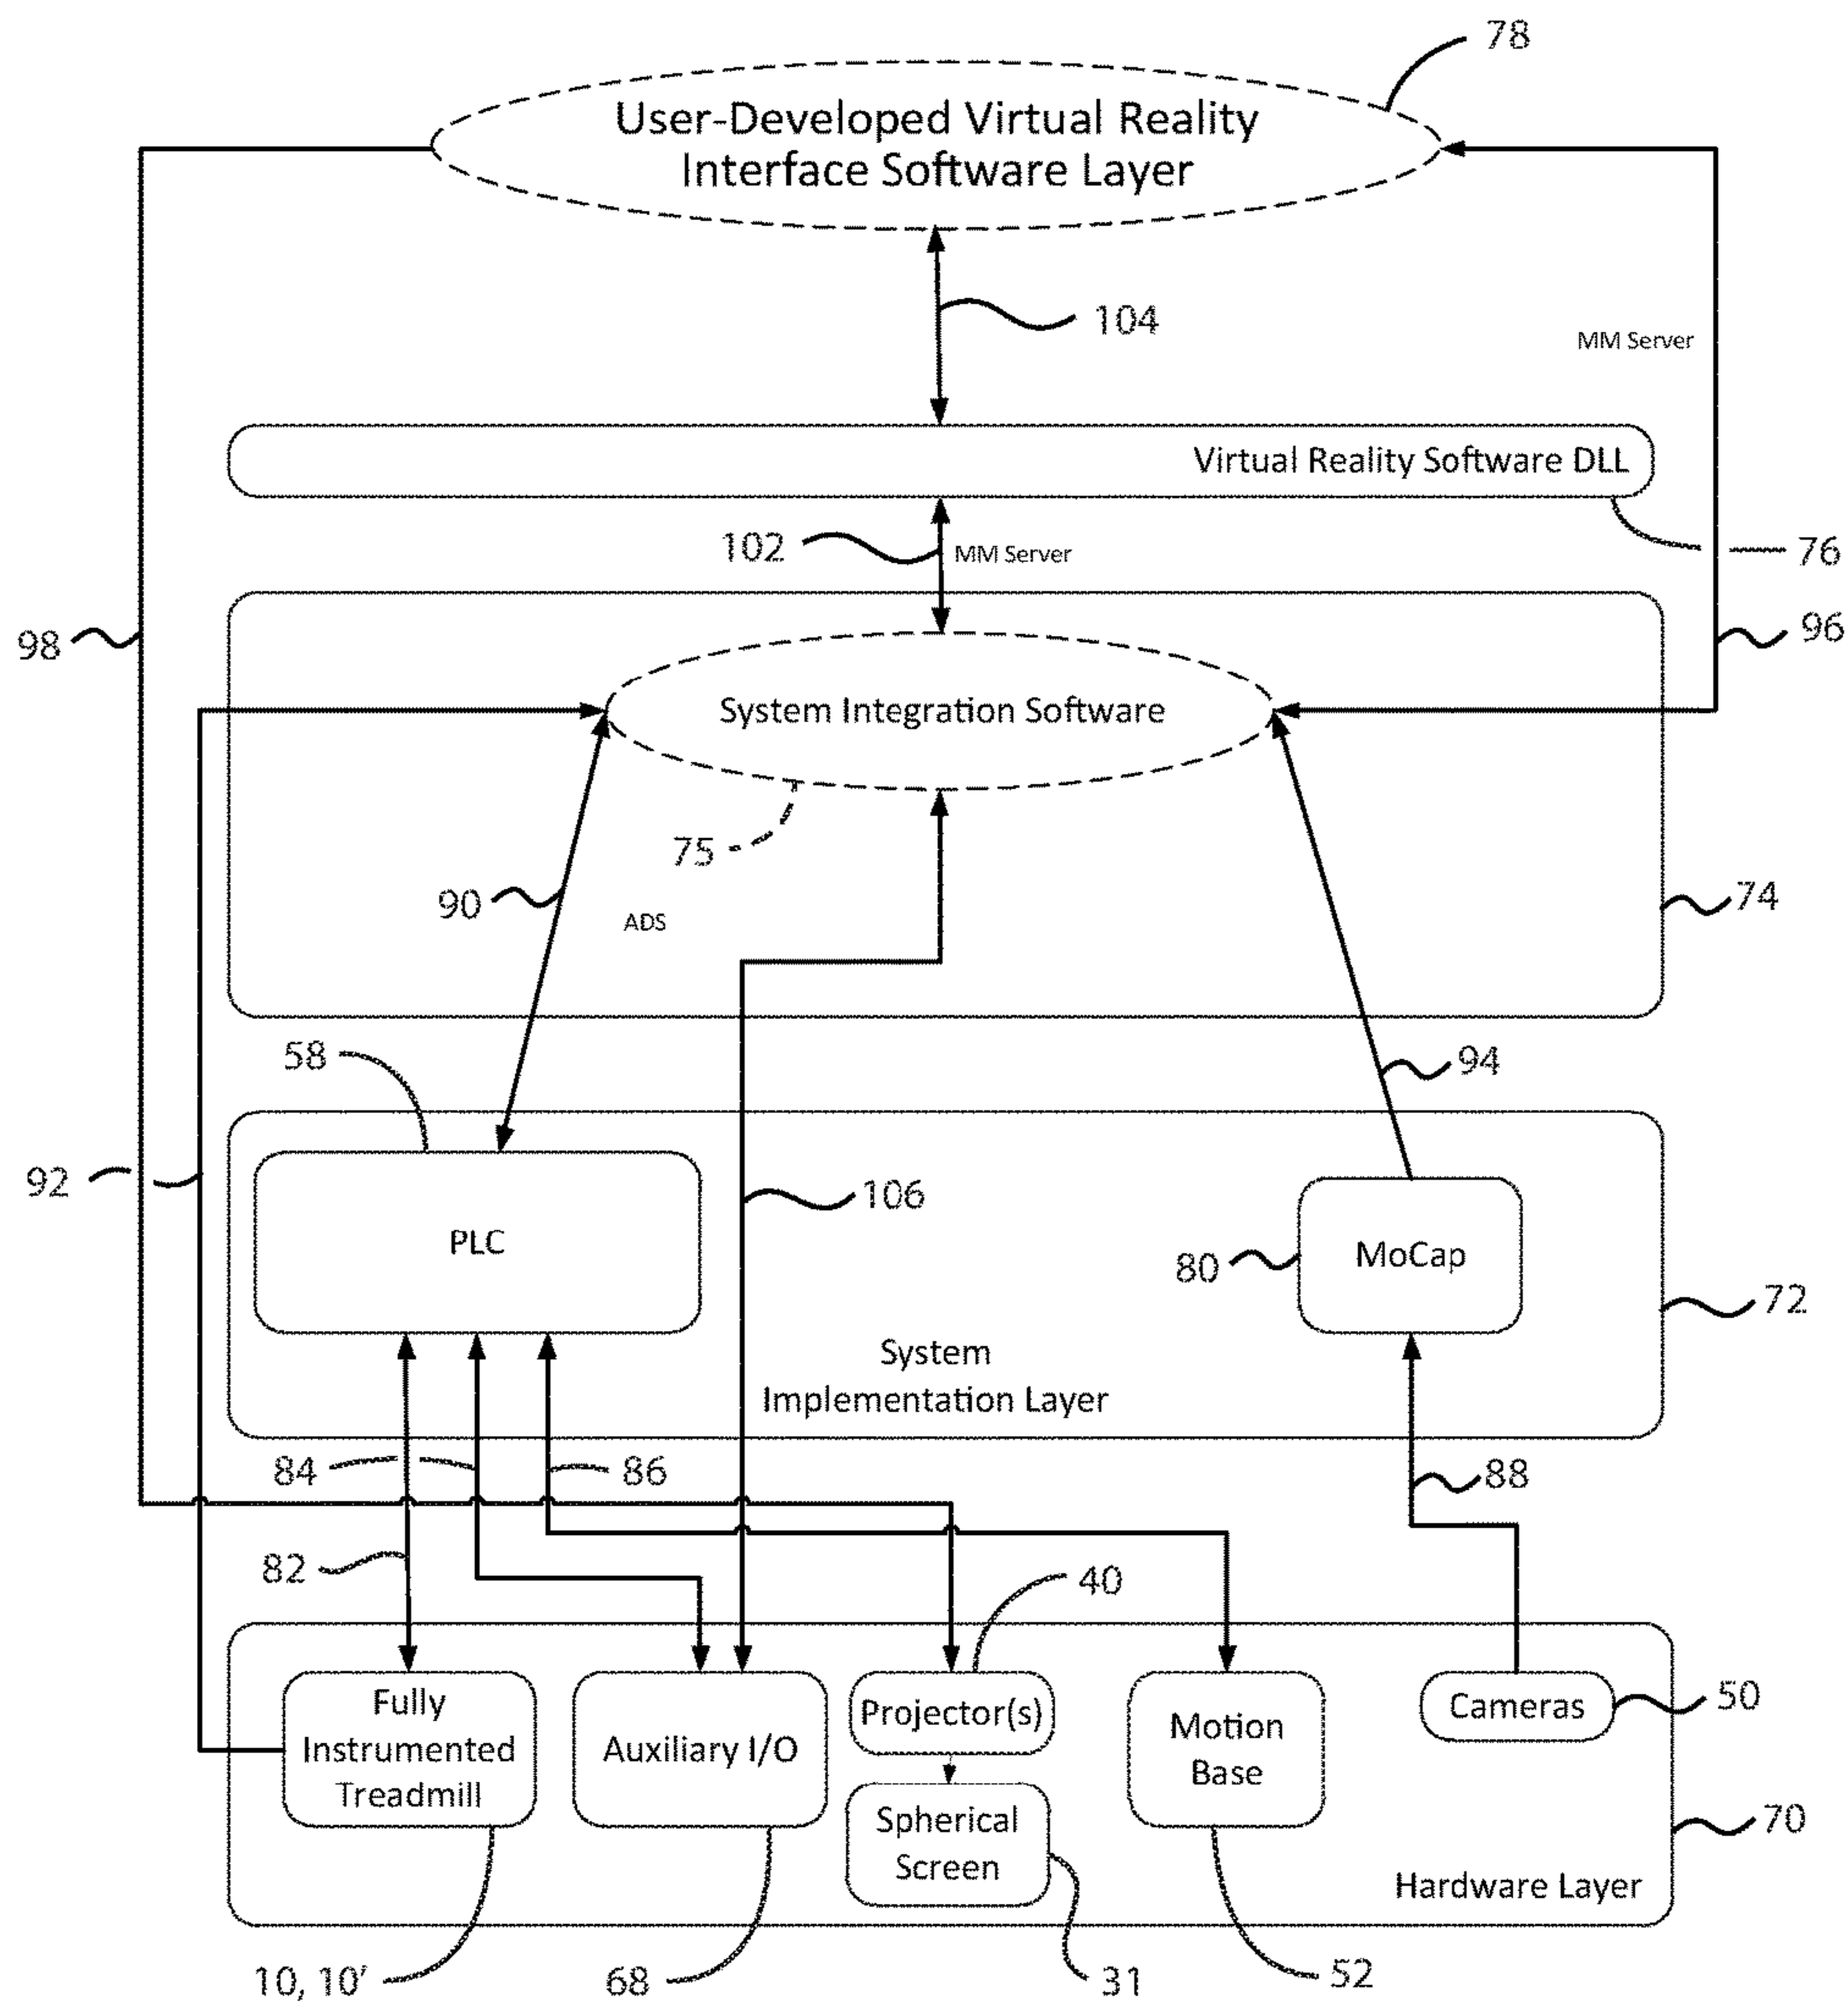 78
User-Developed Virtual Reality
Interface Software Layer
104
MM Server
Virtual Reality Software DLL
102
MM Server
76
98
96
System Integration Software
75
90
ADS
74
58
94
92
PLC
106
80
MoCap
72
System
Implementation Layer
84
86
88
82
40
Fully
Instrumented
Treadmill
Auxiliary I/O
Projector(s)
Spherical
Screen
Motion
Base
Cameras
50
70
Hardware Layer
10, 10'
68
31
52